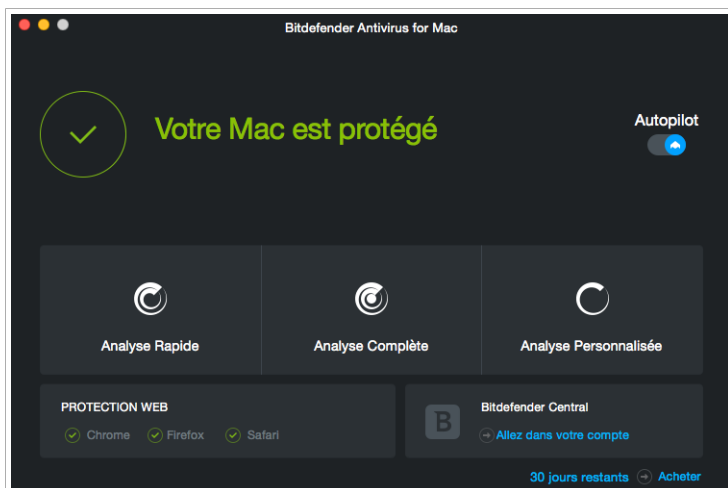 Bitdefender Antivirus for Mac
Votre Mac est protégé
Autopilot
Analyse Rapide
Analyse Complète
Analyse Personnalisée
PROTECTION WEB
Chrome
Firefox
Safari
B
Bitdefender Central
Allez dans votre compte
30 jours restants
Acheter